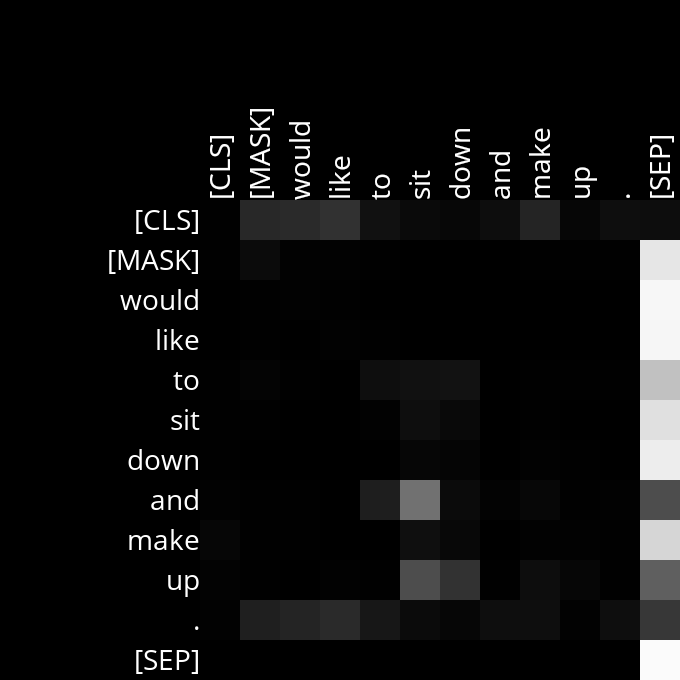 [CLS] [MASK] would like to sit down and make up . [SEP]
[CLS]
[MASK]
would
like
to
sit
down
and
make
up
.
[SEP]